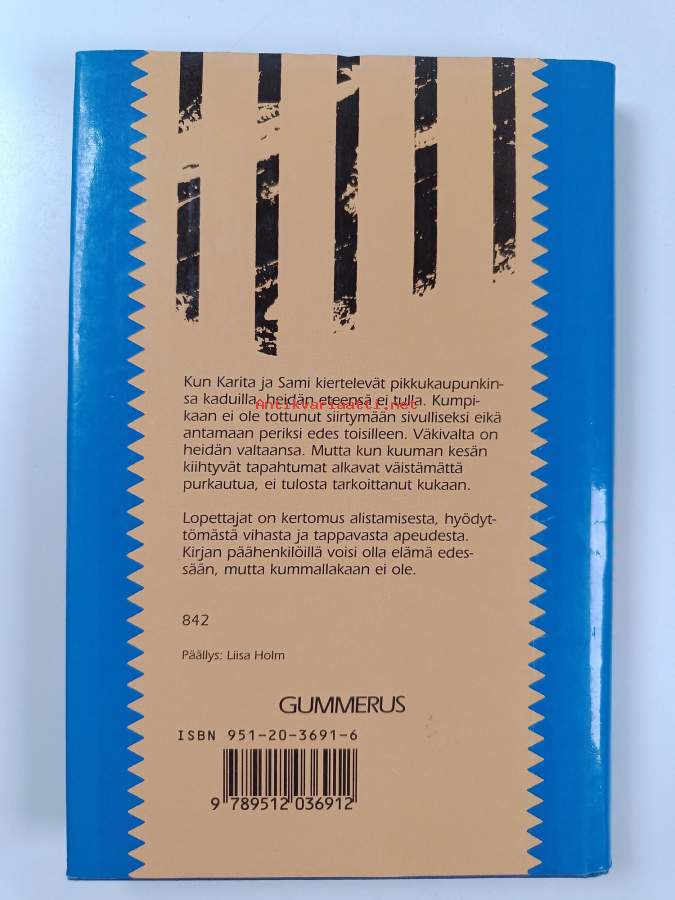 Kun Karita ja Sami kiertelevät pikkukaupunkin-
sa kaduilla, heidän eteensä ei tulla. Kumpi-
Antikvariaatti.net
kaan ei ole tottunut siirtymään sivulliseksi eikä
antamaan periksi edes toisilleen. Väkivalta on
heidän valtaansa. Mutta kun kuuman kesän
kiihtyvät tapahtumat alkavat väistämättä
purkautua, ei tulosta tarkoittanut kukaan.
Lopettajat on kertomus alistamisesta, hyödyt-
tömästä vihasta ja tappavasta apeudesta.
Kirjan päähenkilöillä voisi olla elämä edes-
sään, mutta kummallakaan ei ole.
842
Päällys: Liisa Holm
GUMMERUS
ISBN 951-20-3691-6
9 789512 036912